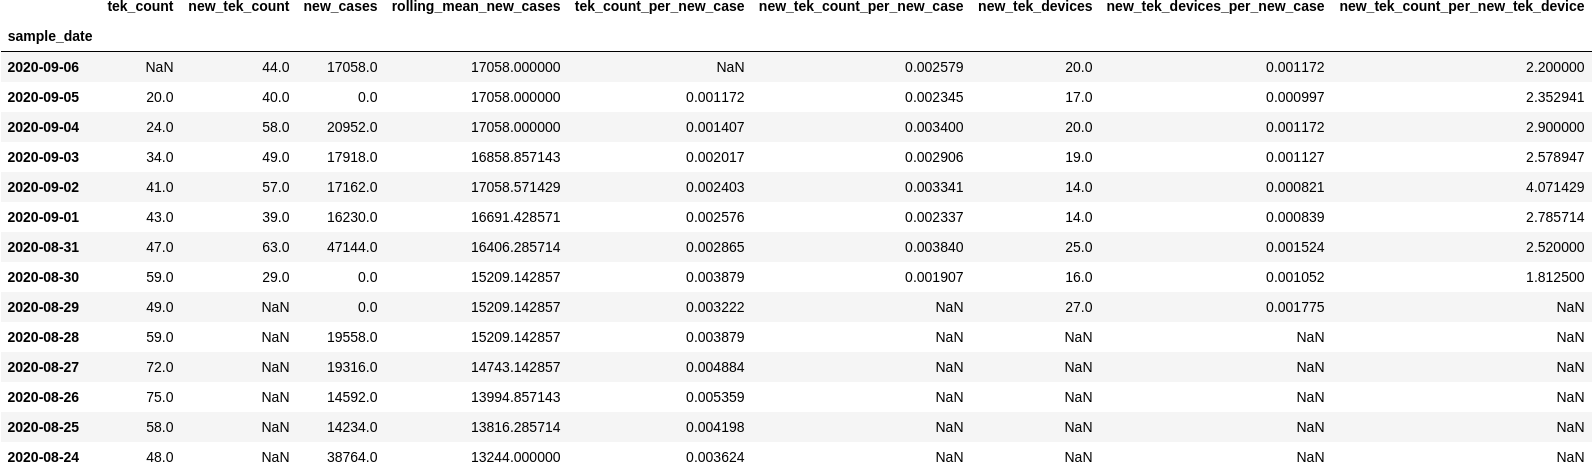 tek_count new_tek_count new_cases rolling_mean_new_cases tek_count_per_new_case new_tek_count_per_new_case new_tek_devices new_tek_devices_per_new_case new_tek_count_per_new_tek_device
sample_date
2020-09-06 NaN 44.0 17058.0 17058.000000 NaN 0.002579 20.0 0.001172 2.200000
2020-09-05 20.0 40.0 0.0 17058.000000 0.001172 0.002345 17.0 0.000997 2.352941
2020-09-04 24.0 58.0 20952.0 17058.000000 0.001407 0.003400 20.0 0.001172 2.900000
2020-09-03 34.0 49.0 17918.0 16858.857143 0.002017 0.002906 19.0 0.001127 2.578947
2020-09-02 41.0 57.0 17162.0 17058.571429 0.002403 0.003341 14.0 0.000821 4.071429
2020-09-01 43.0 39.0 16230.0 16691.428571 0.002576 0.002337 14.0 0.000839 2.785714
2020-08-31 47.0 63.0 47144.0 16406.285714 0.002865 0.003840 25.0 0.001524 2.520000
2020-08-30 59.0 29.0 0.0 15209.142857 0.003879 0.001907 16.0 0.001052 1.812500
2020-08-29 49.0 NaN 0.0 15209.142857 0.003222 NaN 27.0 0.001775 NaN
2020-08-28 59.0 NaN 19558.0 15209.142857 0.003879 NaN NaN NaN NaN
2020-08-27 72.0 NaN 19316.0 14743.142857 0.004884 NaN NaN NaN NaN
2020-08-26 75.0 NaN 14592.0 13994.857143 0.005359 NaN NaN NaN NaN
2020-08-25 58.0 NaN 14234.0 13816.285714 0.004198 NaN NaN NaN NaN
2020-08-24 48.0 NaN 38764.0 13244.000000 0.003624 NaN NaN NaN NaN